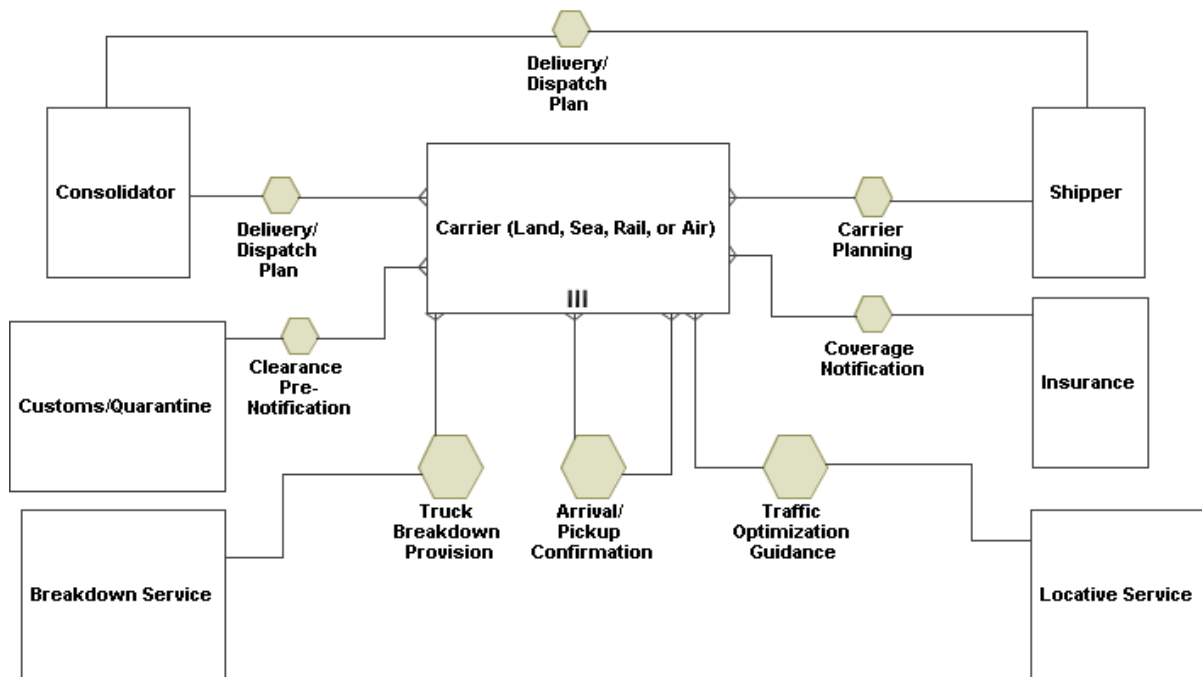 Delivery/
Dispatch
Plan
Consolidator
Carrier (Land, Sea, Rail, or Air)
Shipper
Delivery/
Dispatch
Plan
Carrier
Planning
Clearance
Pre-
Notification
Coverage
Notification
Customs/Quarantine
Insurance
Truck
Breakdown
Provision
Arrival/
Pickup
Confirmation
Traffic
Optimization
Guidance
Breakdown Service
Locative Service